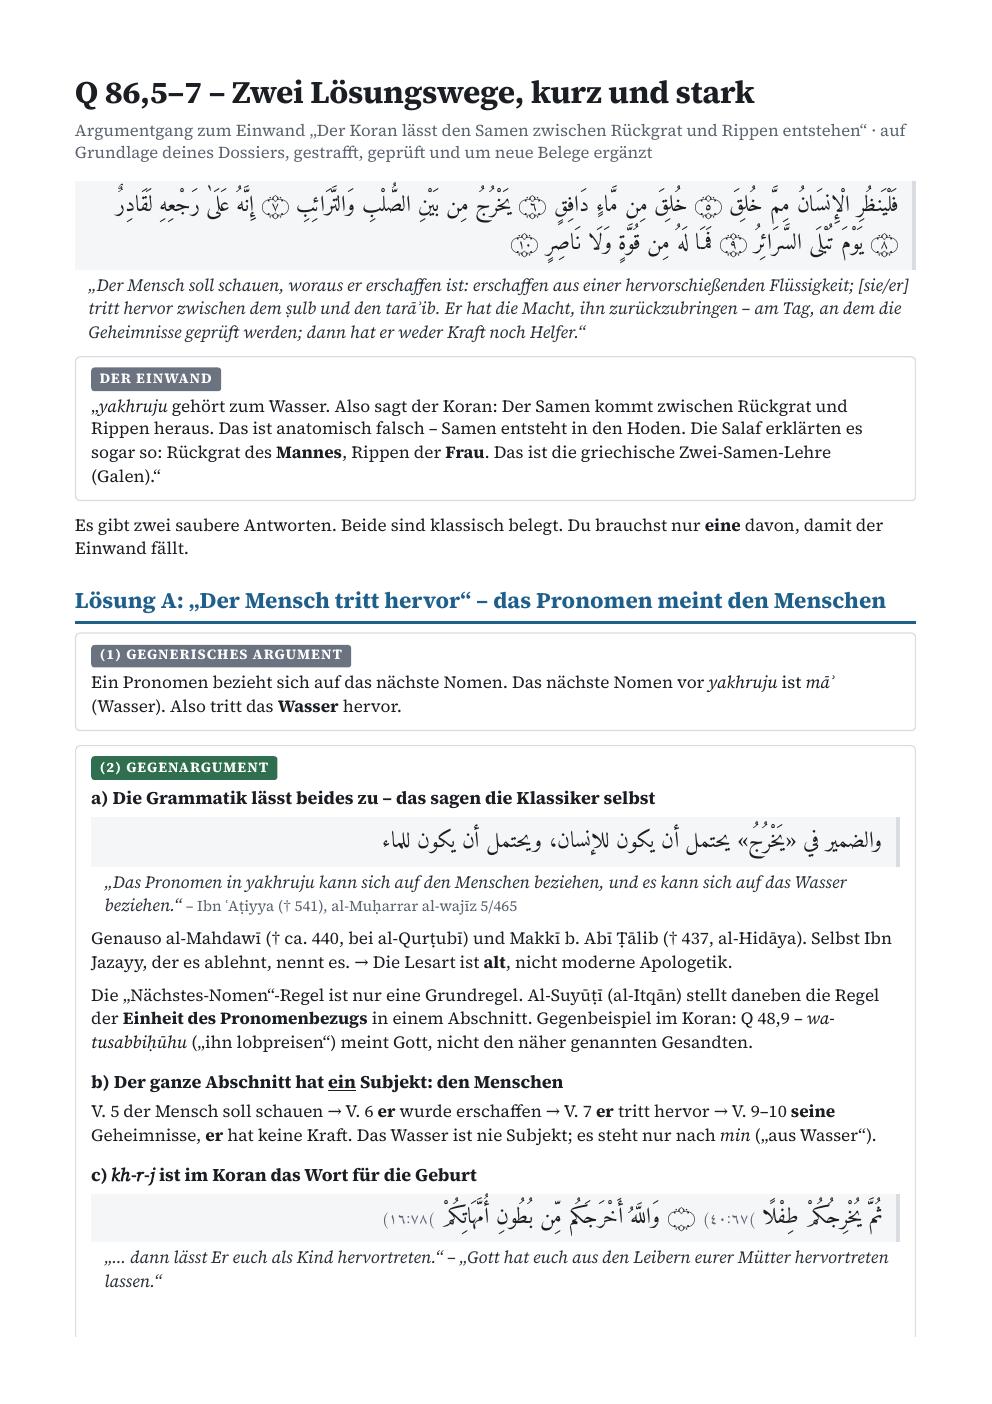 Q 86,5–7 – Zwei Lösungswege, kurz und stark
Argumentgang zum Einwand „Der Koran lässt den Samen zwischen Rückgrat und Rippen entstehen“ · auf
Grundlage deines Dossiers, gestrafft, geprüft und um neue Belege ergänzt
فَلْيَنظُرِ الْإِنسَانُ مِمَّ خُلِقَ ۝٥ خُلِقَ مِن مَّاءٍ دَافِقٍ ۝٦ يَخْرُجُ مِن بَيْنِ الصُّلْبِ وَالتَّرَائِبِ ۝٧ إِنَّهُ عَلَىٰ رَجْعِهِ لَقَادِرٌ
۝٨ يَوْمَ تُبْلَى السَّرَائِرُ ۝٩ فَمَا لَهُ مِن قُوَّةٍ وَلَا نَاصِرٍ ۝١٠
„Der Mensch soll schauen, woraus er erschaffen ist: erschaffen aus einer hervorschießenden Flüssigkeit; [sie/er]
tritt hervor zwischen dem ṣulb und den tarāʾib. Er hat die Macht, ihn zurückzubringen – am Tag, an dem die
Geheimnisse geprüft werden; dann hat er weder Kraft noch Helfer.“
DER EINWAND
„yakhruju gehört zum Wasser. Also sagt der Koran: Der Samen kommt zwischen Rückgrat und
Rippen heraus. Das ist anatomisch falsch – Samen entsteht in den Hoden. Die Salaf erklärten es
sogar so: Rückgrat des Mannes, Rippen der Frau. Das ist die griechische Zwei-Samen-Lehre
(Galen).“
Es gibt zwei saubere Antworten. Beide sind klassisch belegt. Du brauchst nur eine davon, damit der
Einwand fällt.
Lösung A: „Der Mensch tritt hervor“ – das Pronomen meint den Menschen
(1) GEGNERISCHES ARGUMENT
Ein Pronomen bezieht sich auf das nächste Nomen. Das nächste Nomen vor yakhruju ist māʾ
(Wasser). Also tritt das Wasser hervor.
(2) GEGENARGUMENT
a) Die Grammatik lässt beides zu – das sagen die Klassiker selbst
والضمير في «يَخْرُجُ» يحتمل أن يكون للإنسان، ويحتمل أن يكون للماء
„Das Pronomen in yakhruju kann sich auf den Menschen beziehen, und es kann sich auf das Wasser
beziehen.“ – Ibn ʿAṭiyya († 541), al-Muḥarrar al-wajīz 5/465
Genauso al-Mahdawī († ca. 440, bei al-Qurṭubī) und Makkī b. Abī Ṭālib († 437, al-Hidāya). Selbst Ibn
Jazayy, der es ablehnt, nennt es. → Die Lesart ist alt, nicht moderne Apologetik.
Die „Nächstes-Nomen“-Regel ist nur eine Grundregel. Al-Suyūṭī (al-Itqān) stellt daneben die Regel
der Einheit des Pronomenbezugs in einem Abschnitt. Gegenbeispiel im Koran: Q 48,9 – wa-
tusabbiḥūhu („ihn lobpreisen“) meint Gott, nicht den näher genannten Gesandten.
b) Der ganze Abschnitt hat ein Subjekt: den Menschen
V. 5 der Mensch soll schauen → V. 6 er wurde erschaffen → V. 7 er tritt hervor → V. 9–10 seine
Geheimnisse, er hat keine Kraft. Das Wasser ist nie Subjekt; es steht nur nach min („aus Wasser“).
c) kh-r-j ist im Koran das Wort für die Geburt
ثُمَّ يُخْرِجُكُمْ طِفْلًا (٤٠:٦٧) ۝ وَاللَّهُ أَخْرَجَكُم مِّن بُطُونِ أُمَّهَاتِكُمْ (١٦:٧٨)
„… dann lässt Er euch als Kind hervortreten.“ – „Gott hat euch aus den Leibern eurer Mütter hervortreten
lassen.“